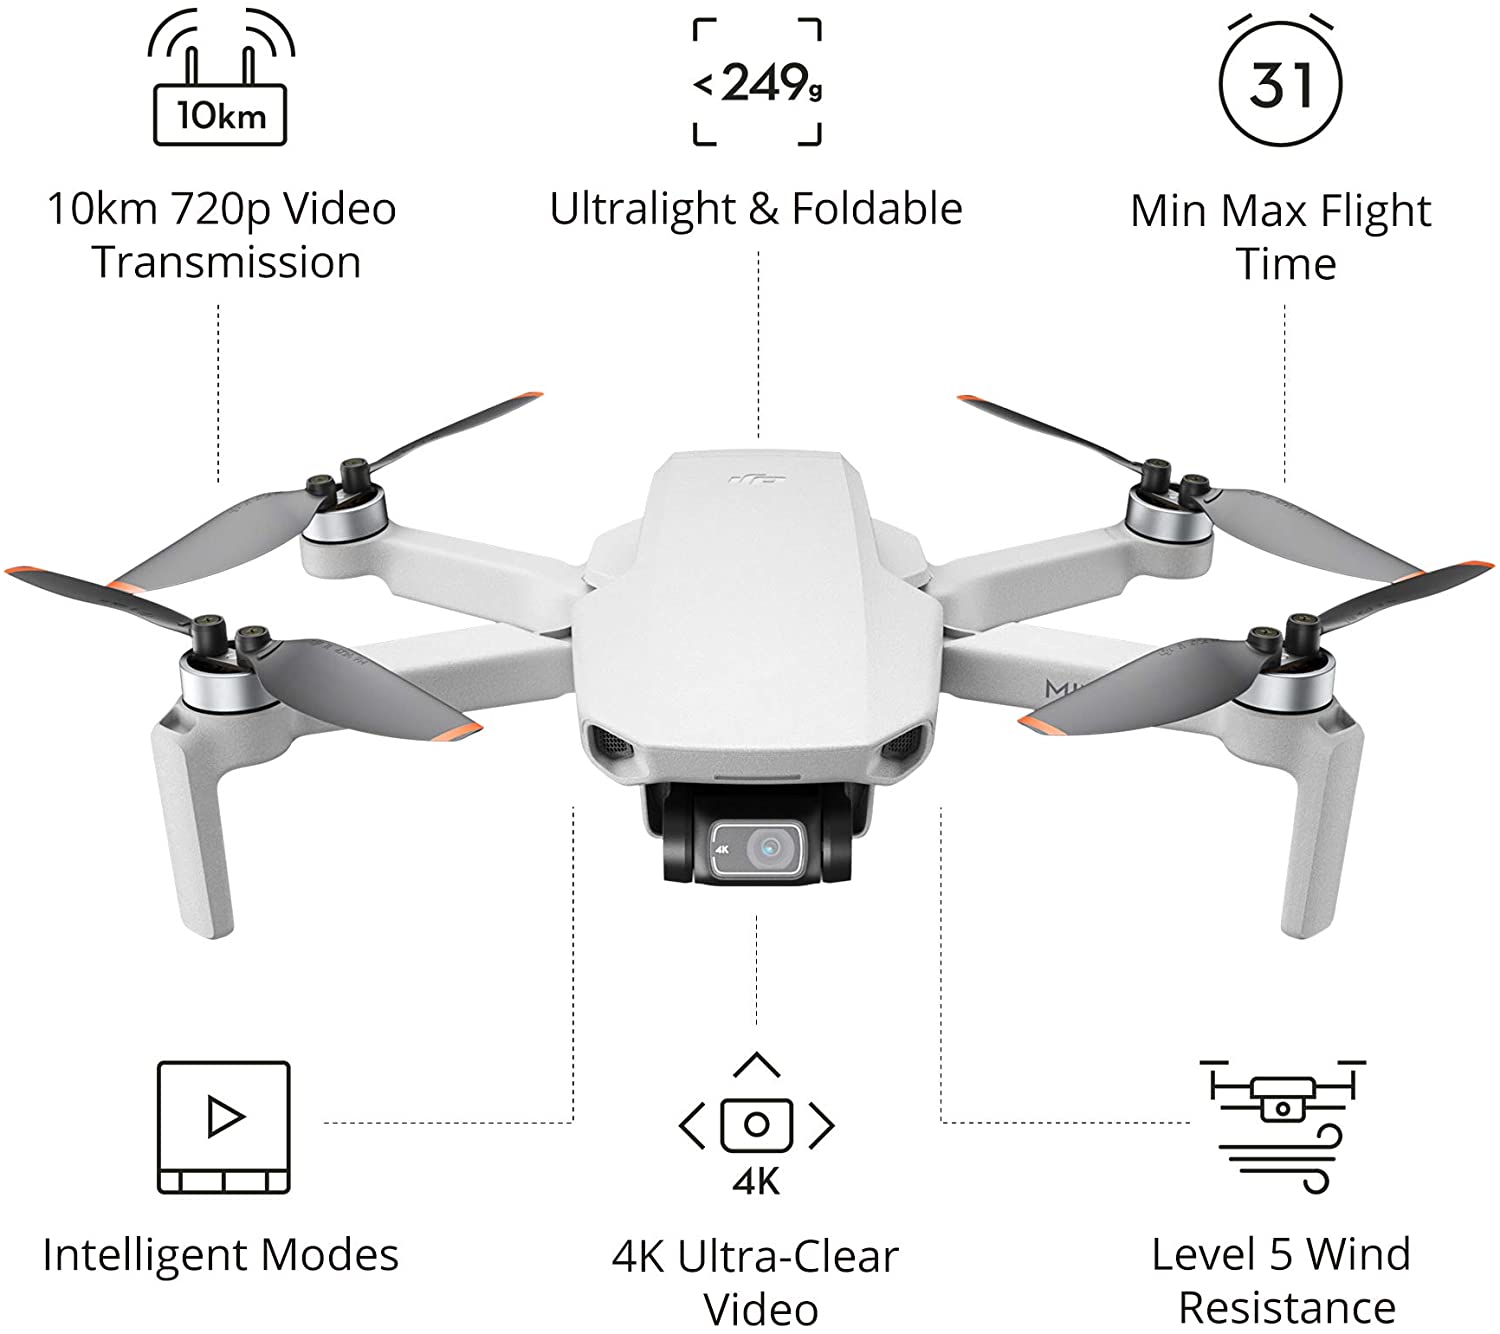 10km
<249g
31
10km 720p Video
Transmission
Ultralight & Foldable
Min Max Flight
Time
4K
4K
Intelligent Modes
4K Ultra-Clear
Video
Level 5 Wind
Resistance